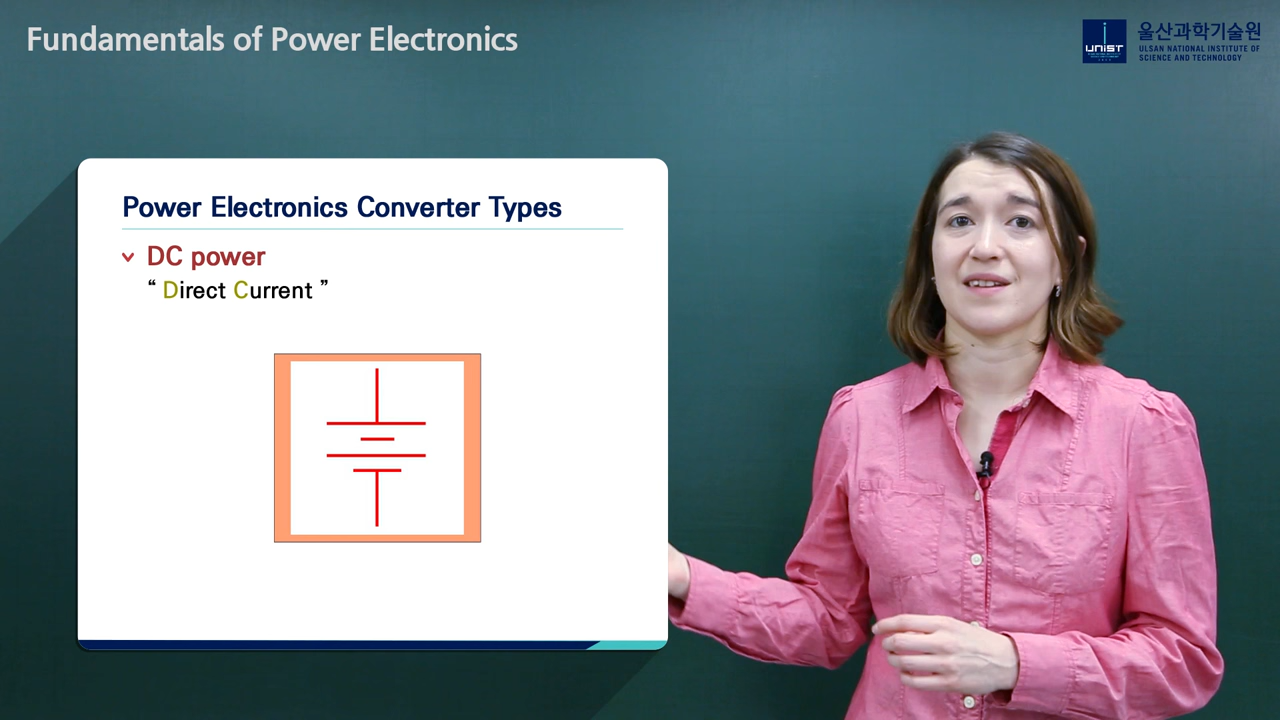 Fundamentals of Power Electronics
UNIST
울산과학기술원
ULSAN NATIONAL INSTITUTE OF
SCIENCE AND TECHNOLOGY
Power Electronics Converter Types
DC power
“ Direct Current ”